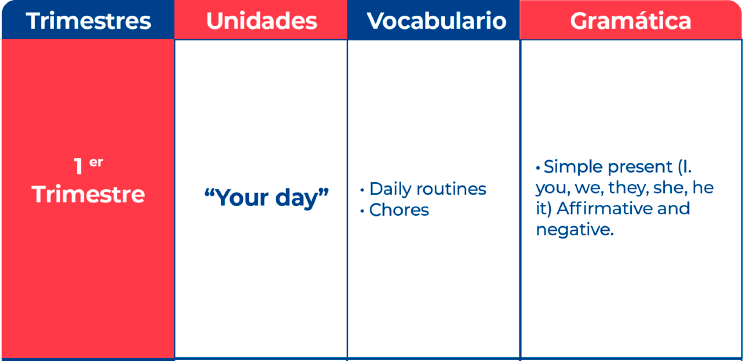 Trimestres
Unidades
Vocabulario
Gramática
1 er
Trimestre
“Your day”
• Daily routines
• Chores
• Simple present (I.
you, we, they, she, he
it) Affirmative and
negative.